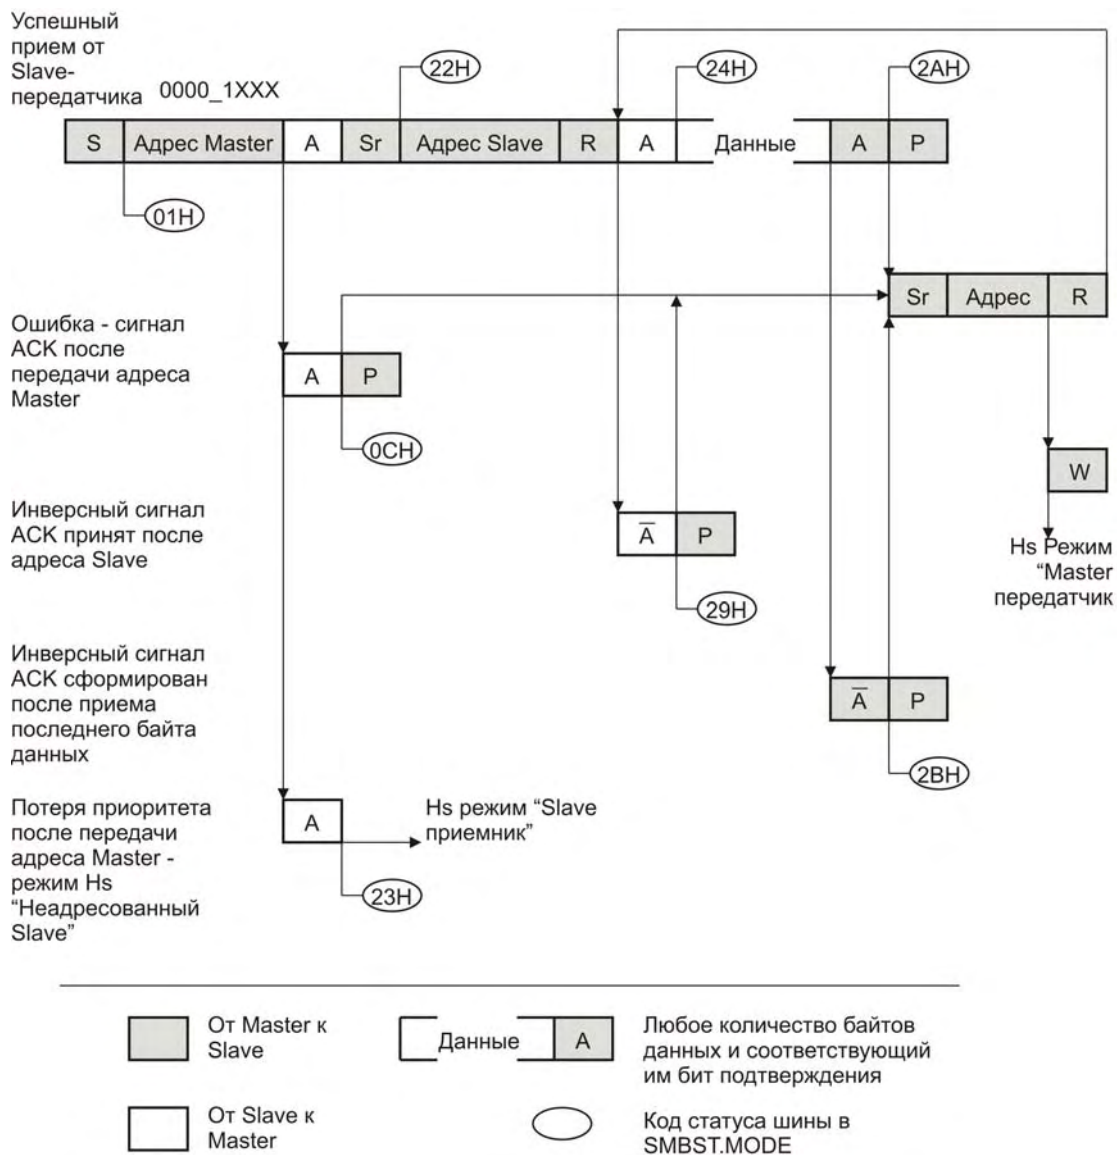 Успешный
прием от
Slave-
передатчика
0000_1XXX
22H
24H
2AH
S
Адрес Master
A
Sr
Адрес Slave
R
A
Данные
A
P
01H
Sr
Адрес
R
Ошибка - сигнал
ACK после
передачи адреса
Master
A
P
0CH
W
Инверсный сигнал
ACK принят после
адреса Slave
A̅
P
Hs Режим
“Master
передатчик
29H
Инверсный сигнал
ACK сформирован
после приема
последнего байта
данных
A̅
P
2BH
Потеря приоритета
после передачи
адреса Master -
режим Hs
“Неадресованный
Slave”
A
Hs режим “Slave
приемник”
23H
От Master к
Slave
Данные
A
Любое количество байтов
данных и соответствующий
им бит подтверждения
От Slave к
Master
Код статуса шины в
SMBST.MODE